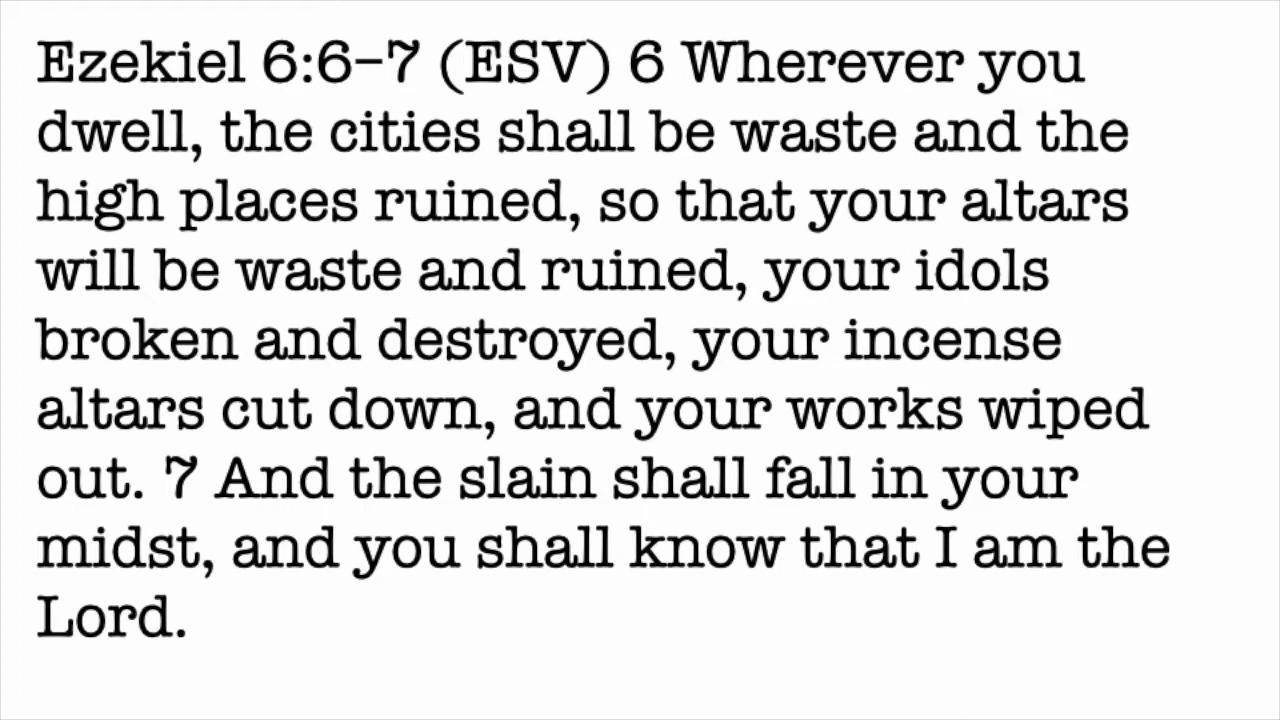 Ezekiel 6:6–7 (ESV) 6 Wherever you
dwell, the cities shall be waste and the
high places ruined, so that your altars
will be waste and ruined, your idols
broken and destroyed, your incense
altars cut down, and your works wiped
out. 7 And the slain shall fall in your
midst, and you shall know that I am the
Lord.